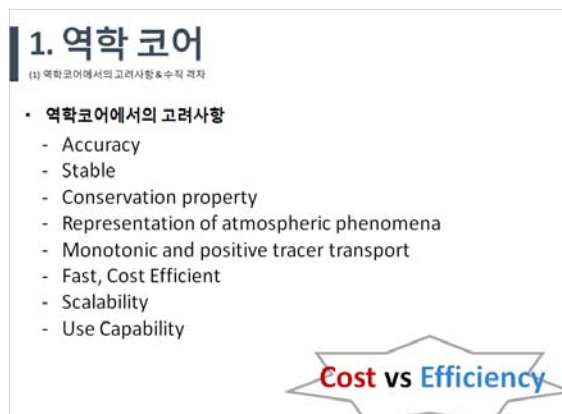 1. 역학 코어
(1) 역학코어에서의 고려사항 & 수직 격자
• 역학코어에서의 고려사항
- Accuracy
- Stable
- Conservation property
- Representation of atmospheric phenomena
- Monotonic and positive tracer transport
- Fast, Cost Efficient
- Scalability
- Use Capability
Cost vs Efficiency